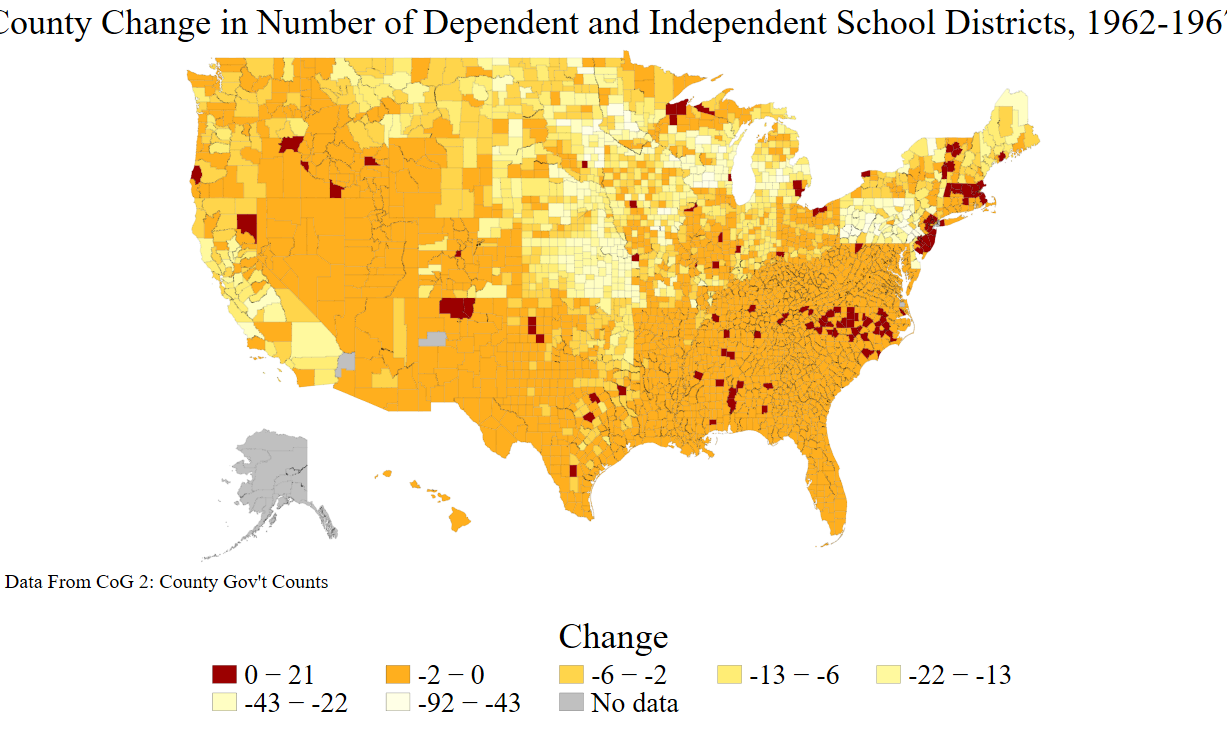 County Change in Number of Dependent and Independent School Districts, 1962-196
Data From CoG 2: County Gov't Counts
Change
0 − 21 -2 − 0 -6 − -2 -13 − -6 -22 − -13
-43 − -22 -92 − -43 No data